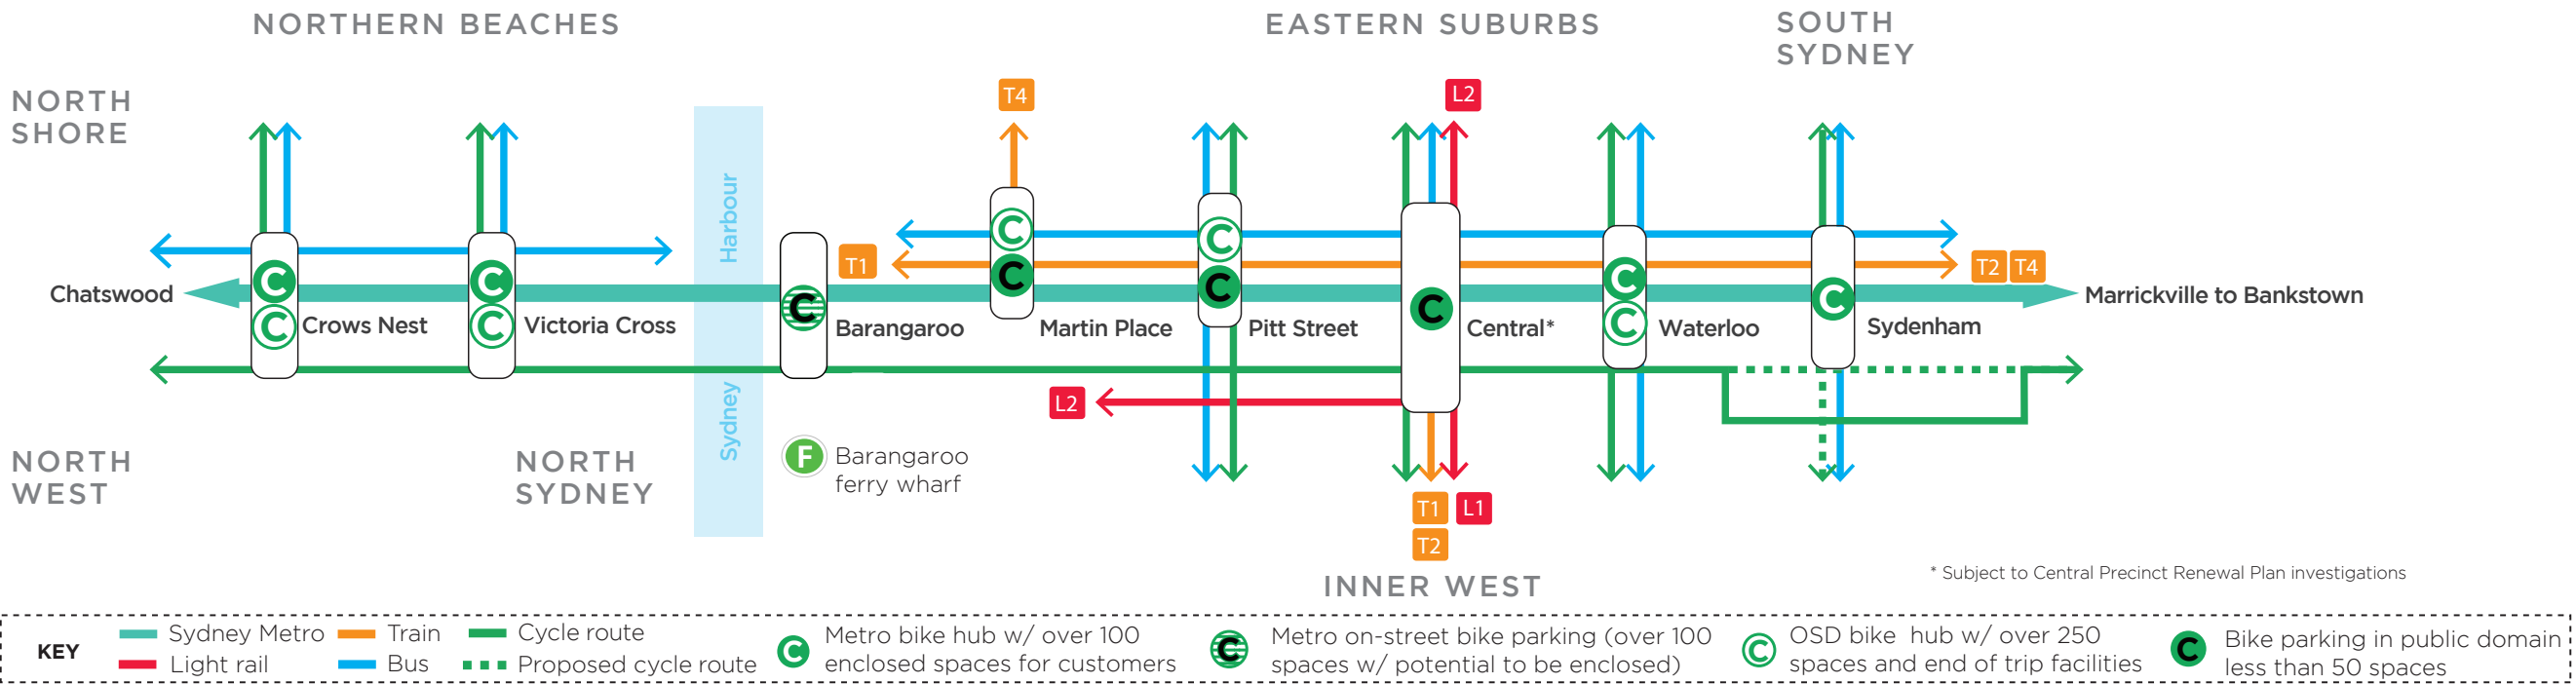 NORTHERN BEACHES
EASTERN SUBURBS
SOUTH
SYDNEY
NORTH
SHORE
T4
L2
Sydney Harbour
T1
T2 T4
Chatswood
Crows Nest
Victoria Cross
Barangaroo
Martin Place
Pitt Street
Central*
Waterloo
Sydenham
Marrickville to Bankstown
C
C
C
C
C
C
C
C
C
C
C
C
C
L2
NORTH
WEST
NORTH
SYDNEY
F
Barangaroo
ferry wharf
T1 L1
T2
INNER WEST
* Subject to Central Precinct Renewal Plan investigations
KEY
Sydney Metro
Light rail
Train
Bus
Cycle route
Proposed cycle route
C
Metro bike hub w/ over 100
enclosed spaces for customers
C
Metro on-street bike parking (over 100
spaces w/ potential to be enclosed)
C
OSD bike hub w/ over 250
spaces and end of trip facilities
C
Bike parking in public domain
less than 50 spaces